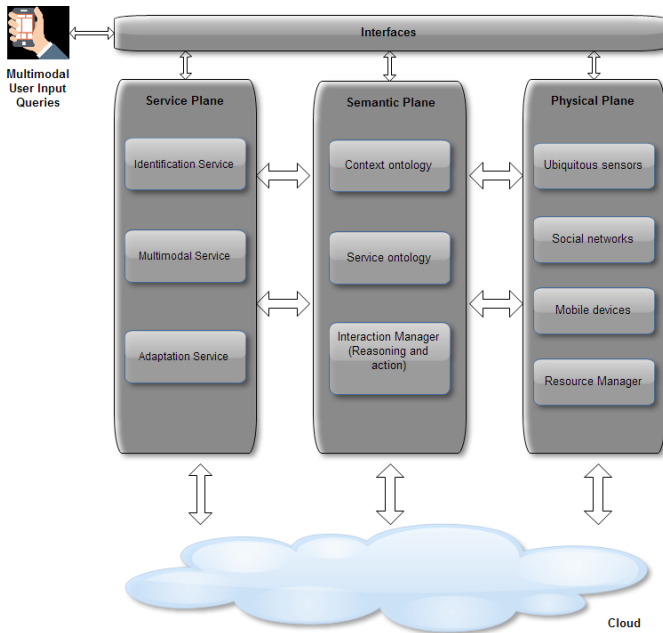 Interfaces
Multimodal
User Input
Queries
Service Plane
Identification Service
Multimodal Service
Adaptation Service
Semantic Plane
Context ontology
Service ontology
Interaction Manager
(Reasoning and
action)
Physical Plane
Ubiquitous sensors
Social networks
Mobile devices
Resource Manager
Cloud